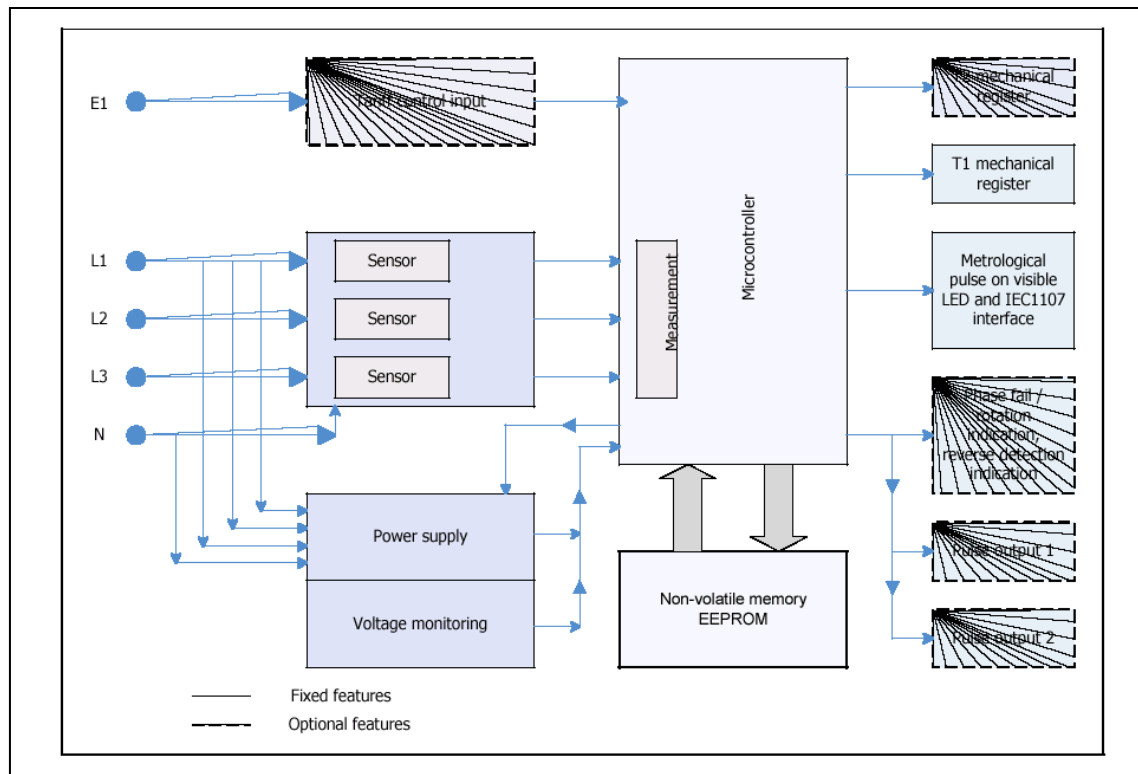 E1
Tariff control input
T2 mechanical
register
T1 mechanical
register
Microcontroller
Measurement
L1
L2
L3
N
Sensor
Sensor
Sensor
Metrological
pulse on visible
LED and IEC1107
interface
Phase fail /
rotation
indication,
reverse detection
indication
Power supply
Voltage monitoring
Non-volatile memory
EEPROM
Pulse output 1
Pulse output 2
Fixed features
Optional features